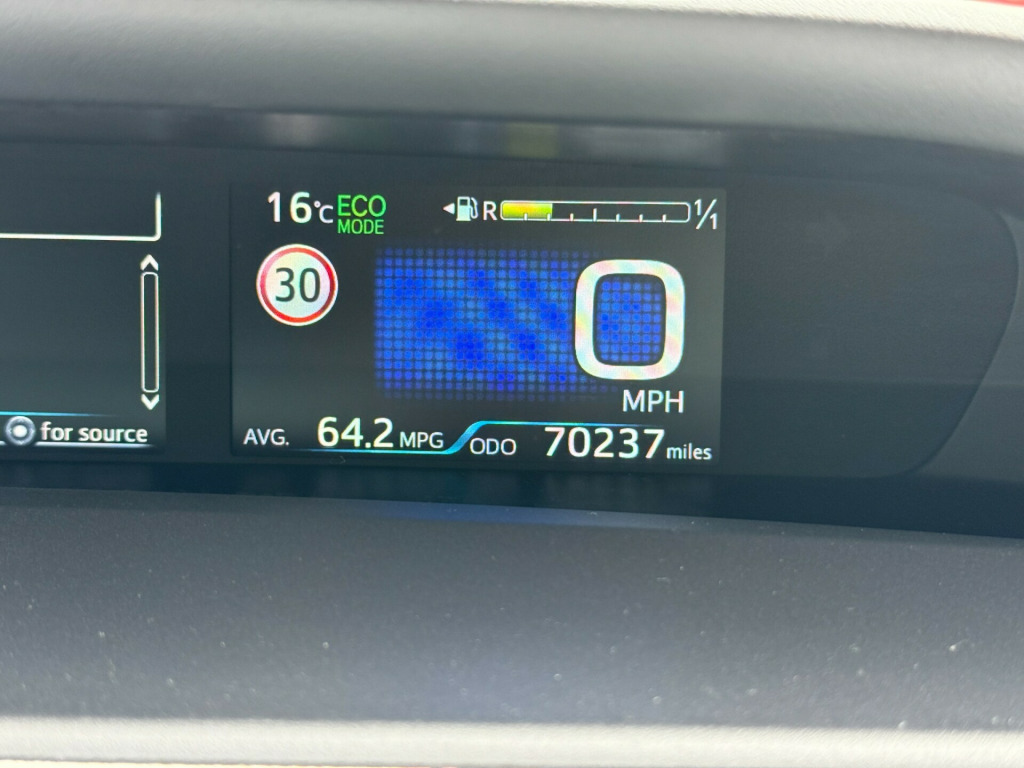 16°C ECO MODE
R 1/1
30
0
MPH
for source
AVG. 64.2 MPG ODO 70237 miles